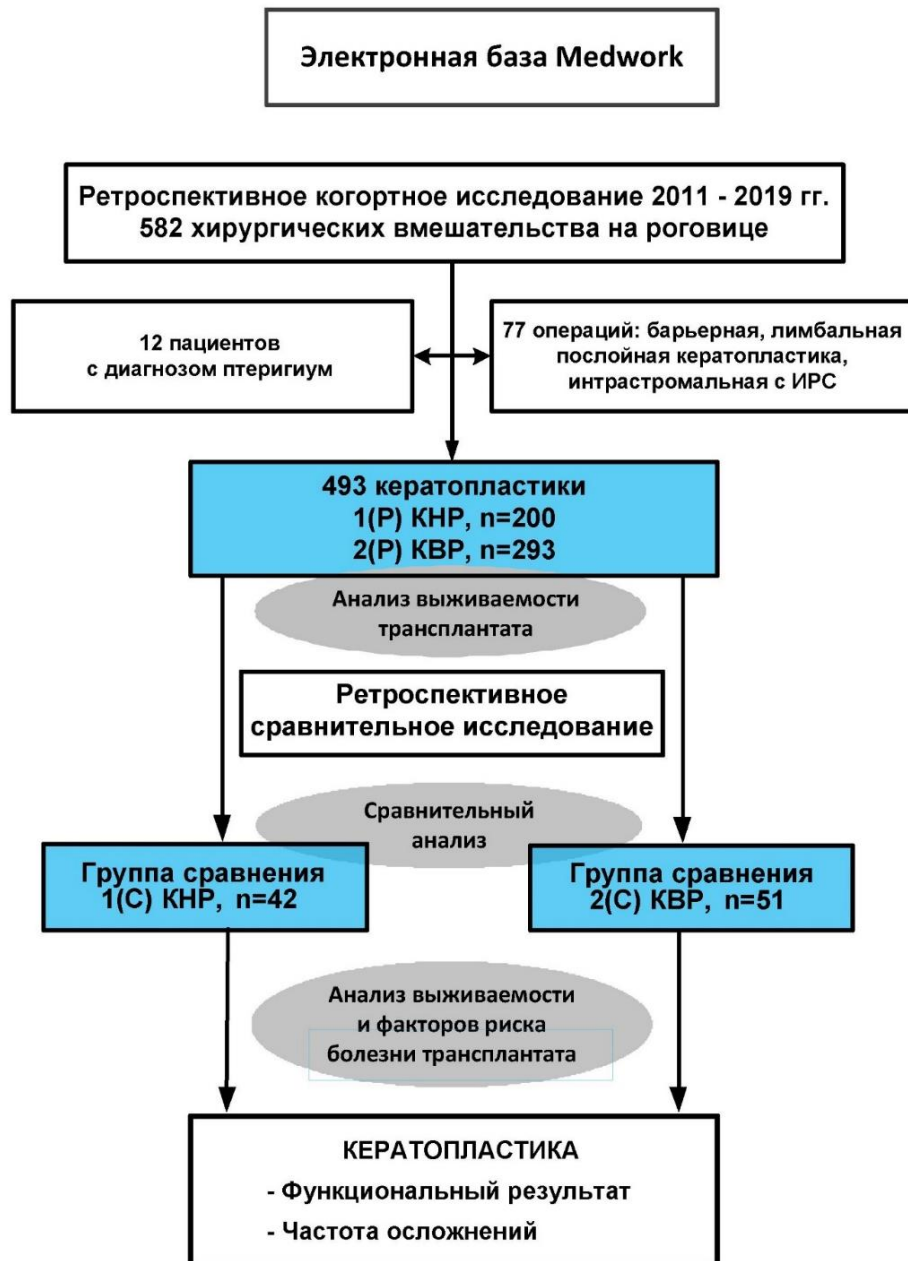 Электронная база Medwork
Ретроспективное когортное исследование 2011 - 2019 гг.
582 хирургических вмешательства на роговице
12 пациентов
с диагнозом птеригиум
77 операций: барьерная, лимбальная
послойная кератопластика,
интрастромальная с ИРС
493 кератопластики
1(Р) КНР, n=200
2(Р) КВР, n=293
Анализ выживаемости
трансплантата
Ретроспективное
сравнительное исследование
Сравнительный
анализ
Группа сравнения
1(С) КНР, n=42
Группа сравнения
2(С) КВР, n=51
Анализ выживаемости
и факторов риска
болезни трансплантата
КЕРАТОПЛАСТИКА
- Функциональный результат
- Частота осложнений